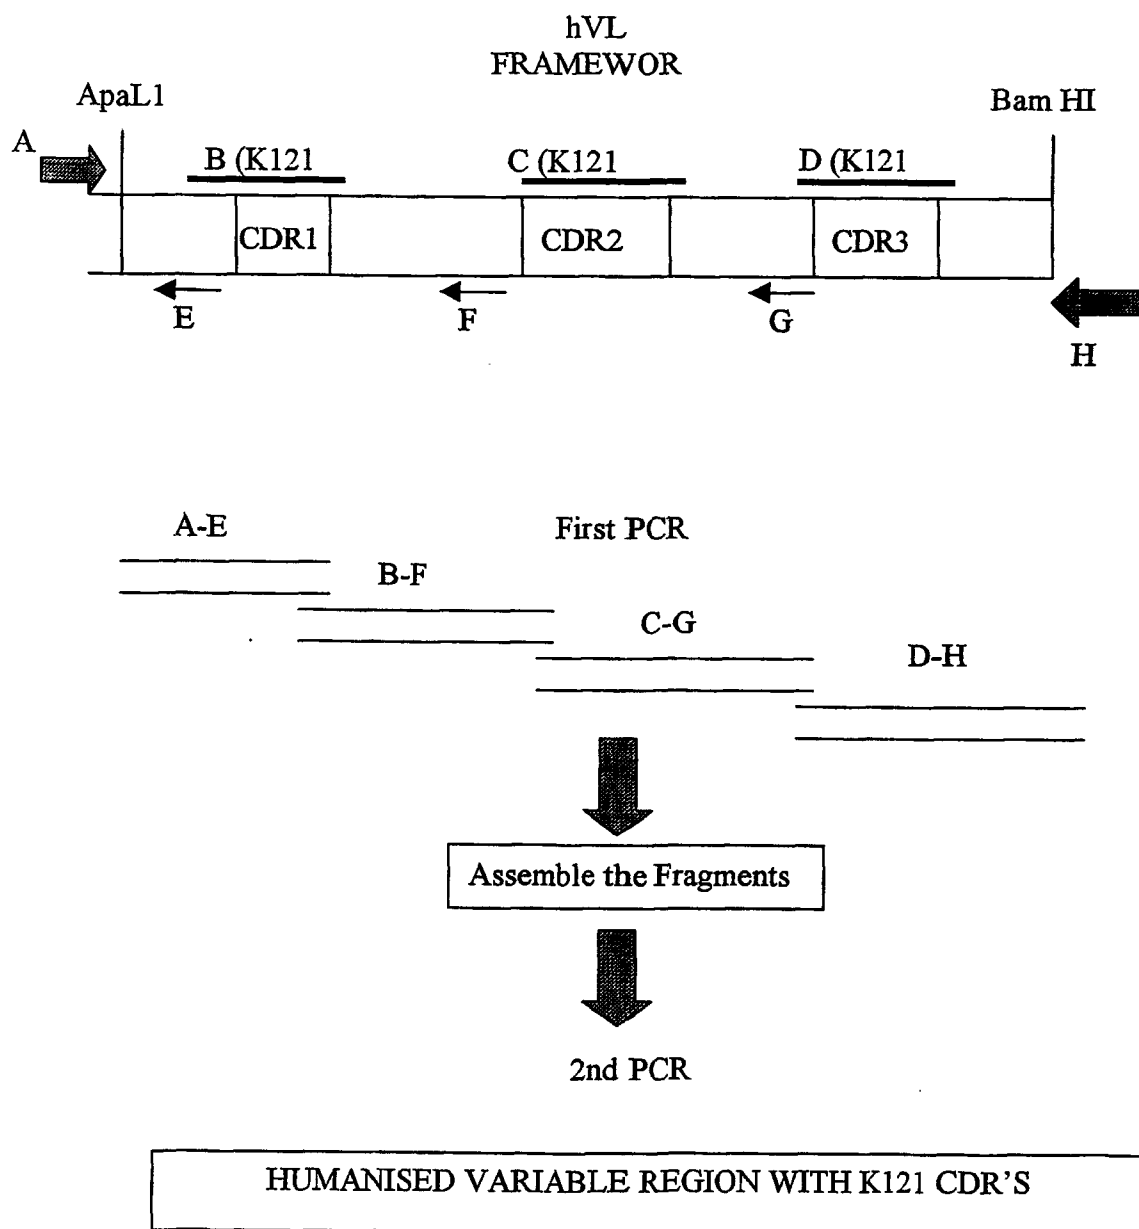 hVL
FRAMEWOR
ApaL1
Bam HI
A
B (K121
C (K121
D (K121
CDR1
CDR2
CDR3
E
F
G
H
A-E
First PCR
B-F
C-G
D-H
Assemble the Fragments
2nd PCR
HUMANISED VARIABLE REGION WITH K121 CDR'S